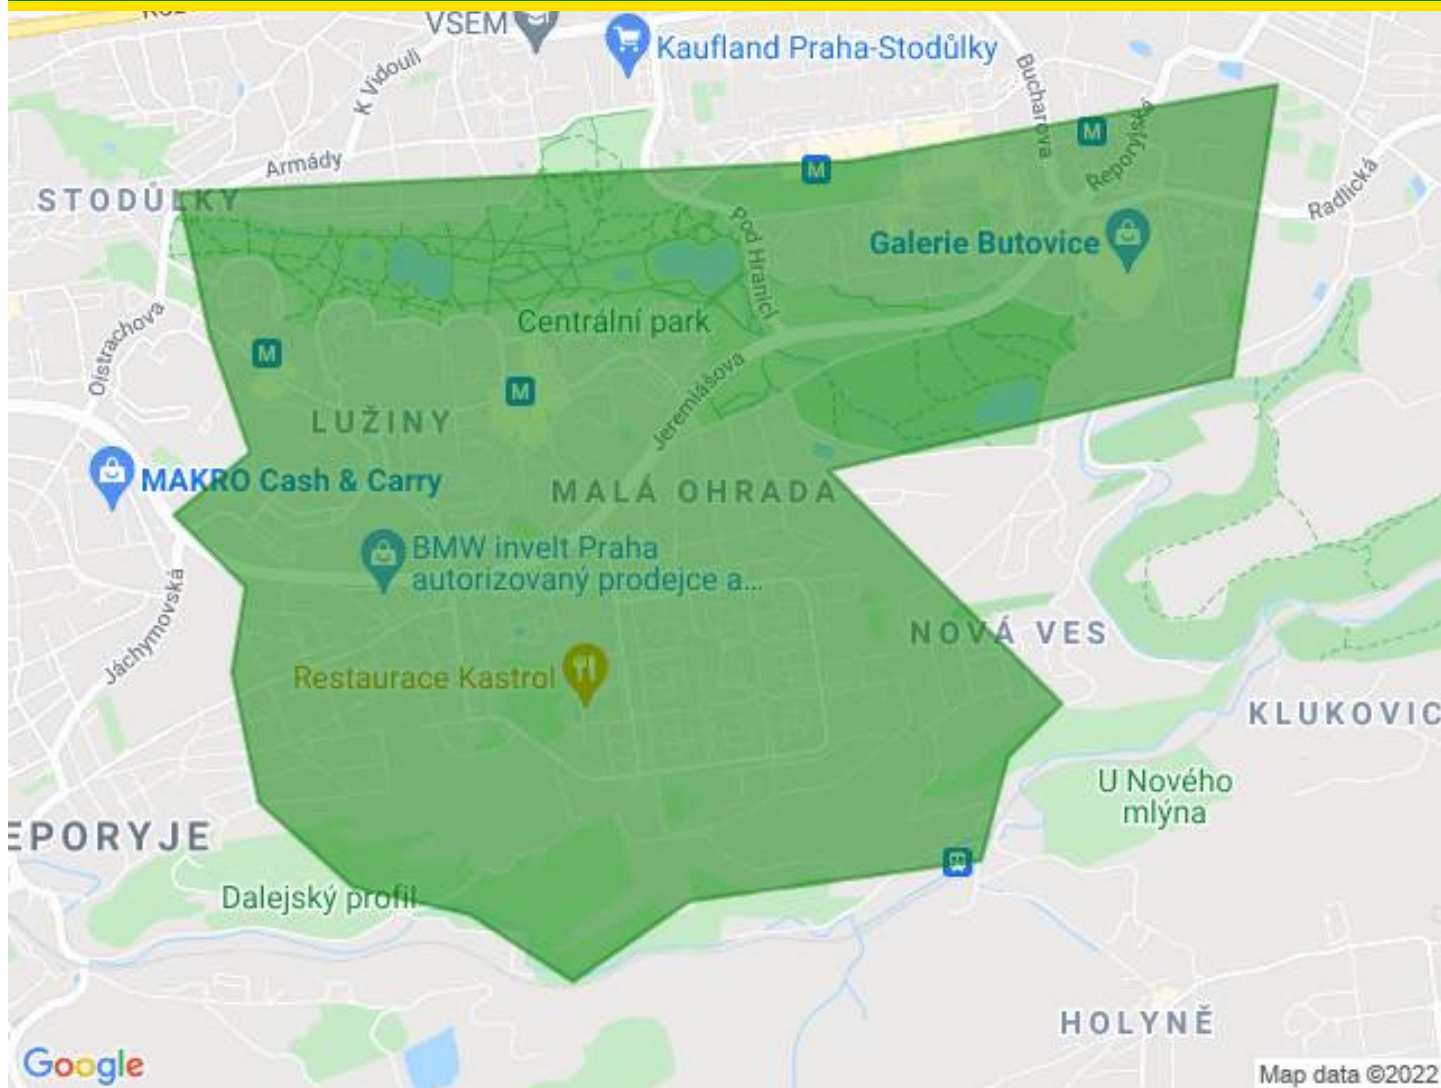 VSEM
Kaufland Praha-Stodůlky
K Vidouli
Bucharova
Armády
Řeporyjská
Radlická
STODŮLKY
Pod Hranicí
Galerie Butovice
Centrální park
Oistrachova
Jeremiášova
LUŽINY
MAKRO Cash & Carry
MALÁ OHRADA
BMW invelt Praha
autorizovaný prodejce a...
Jáchymovská
NOVÁ VES
Restaurace Kastrol
KLUKOVIC
U Nového
mlýna
EPORYJE
Dalejský profil
HOLYNĚ
Google
Map data ©2022